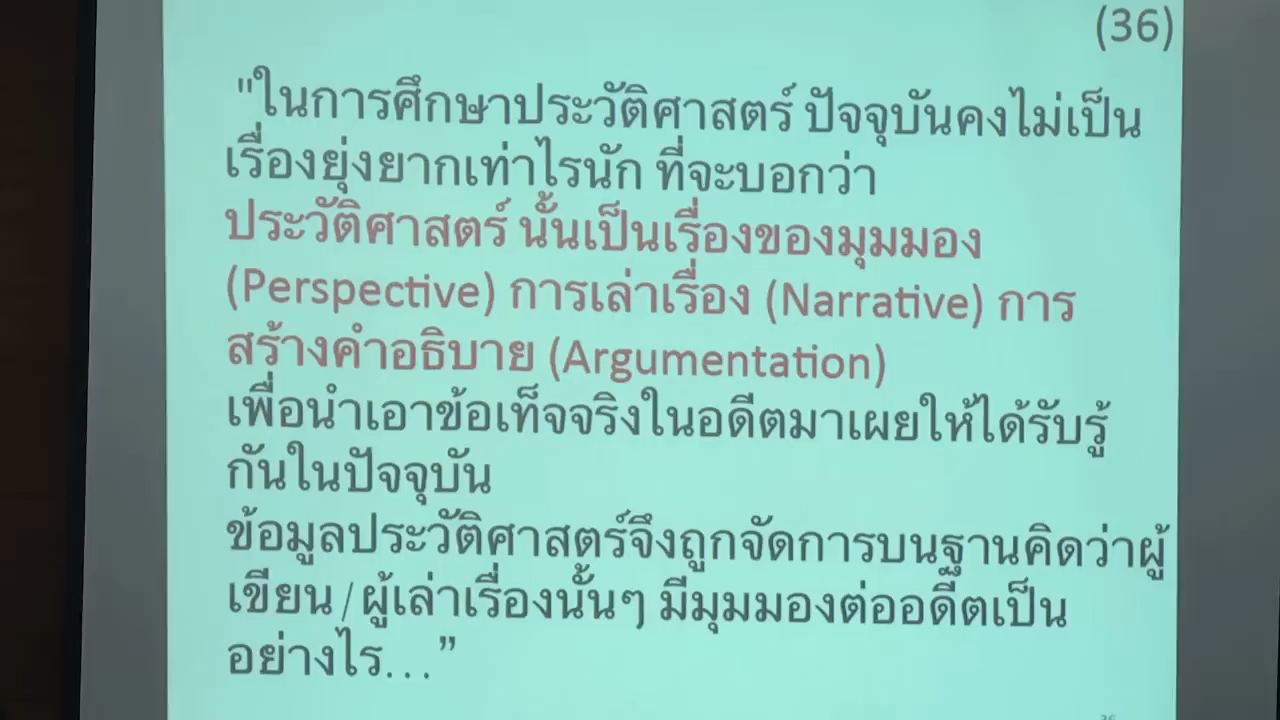 (36)
"ในการศึกษาประวัติศาสตร์ ปัจจุบันคงไม่เป็น
เรื่องยุ่งยากเท่าไรนัก ที่จะบอกว่า
ประวัติศาสตร์ นั้นเป็นเรื่องของมุมมอง
(Perspective) การเล่าเรื่อง (Narrative) การ
สร้างคำอธิบาย (Argumentation)
เพื่อนำเอาข้อเท็จจริงในอดีตมาเผยให้ได้รับรู้
กันในปัจจุบัน
ข้อมูลประวัติศาสตร์จึงถูกจัดการบนฐานคิดว่าผู้
เขียน / ผู้เล่าเรื่องนั้นๆ มีมุมมองต่ออดีตเป็น
อย่างไร…”
36